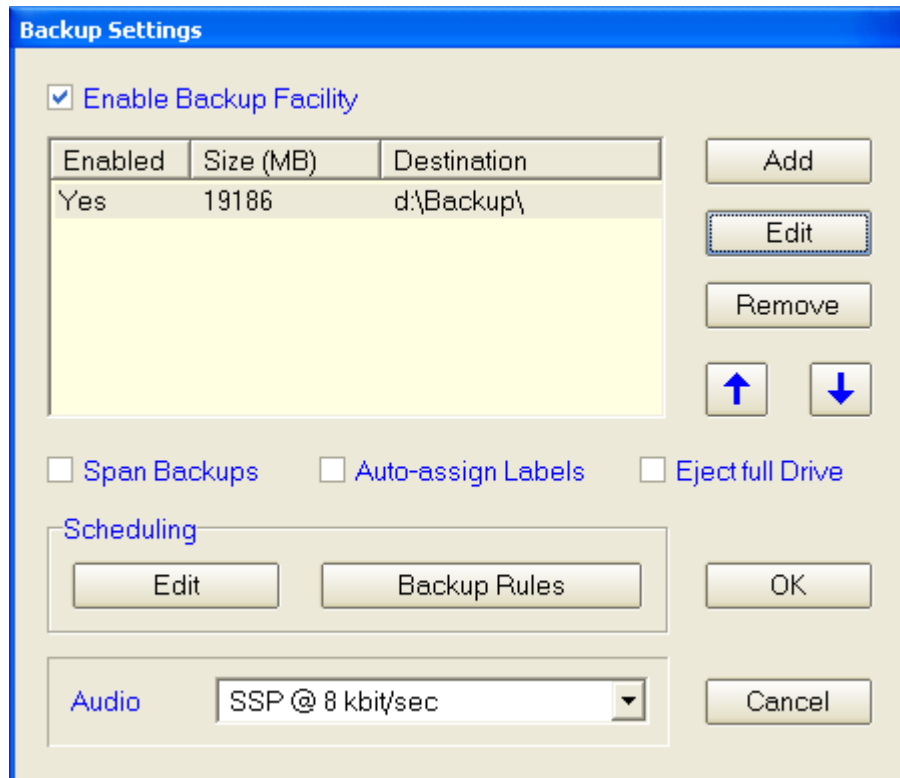 Backup Settings
Enable Backup Facility
Enabled Size (MB) Destination
Yes 19186 d:\Backup\
Add
Edit
Remove
Span Backups Auto-assign Labels Eject full Drive
Scheduling
Edit Backup Rules OK
Audio SSP @ 8 kbit/sec Cancel